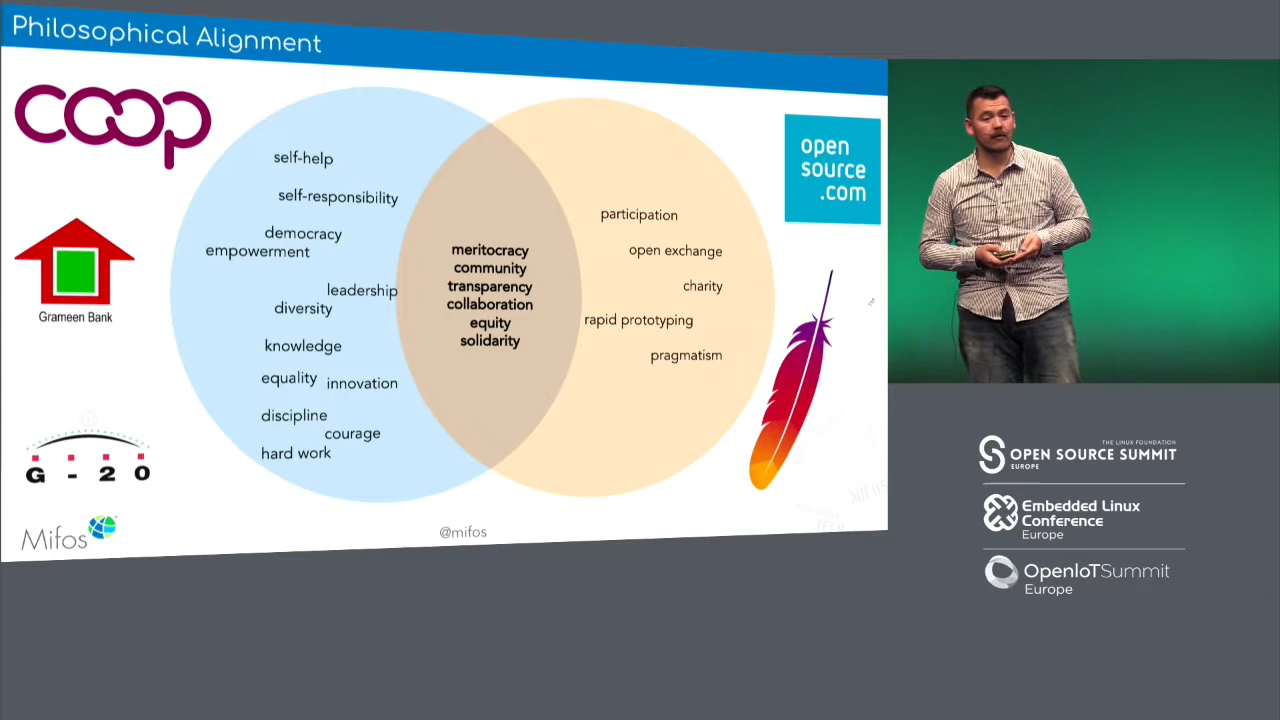 Philosophical Alignment
coop
self-help
self-responsibility
democracy
empowerment
leadership
diversity
knowledge
equality
innovation
discipline
courage
hard work
meritocracy
community
transparency
collaboration
equity
solidarity
participation
open exchange
charity
rapid prototyping
pragmatism
open
source
.com
TM
Grameen Bank
G - 20
Mifos
@mifos
THE LINUX FOUNDATION
OPEN SOURCE SUMMIT
EUROPE
Embedded Linux
Conference
Europe
OpenIoTSummit
Europe